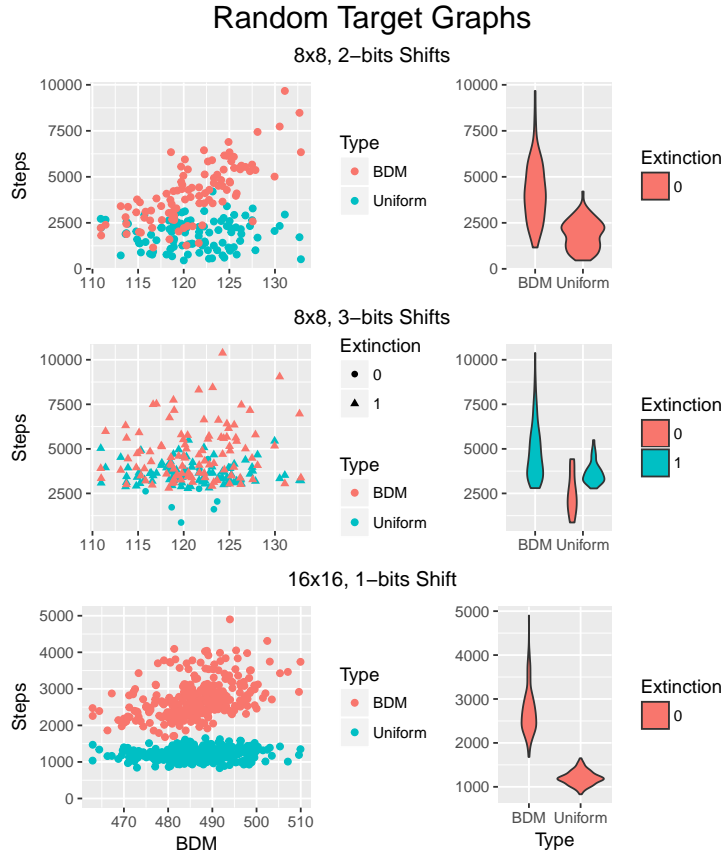 Random Target Graphs
8x8, 2−bits Shifts
Steps
10000
7500
5000
2500
0
110 115 120 125 130
Type
BDM
Uniform
10000
7500
5000
2500
0
BDM Uniform
Extinction
0
8x8, 3−bits Shifts
Steps
10000
7500
5000
2500
110 115 120 125 130
Extinction
0
1
Type
BDM
Uniform
10000
7500
5000
2500
BDM Uniform
Extinction
0
1
16x16, 1−bits Shift
Steps
5000
4000
3000
2000
1000
0
470 480 490 500 510
BDM
Type
BDM
Uniform
5000
4000
3000
2000
1000
BDM Uniform
Type
Extinction
0